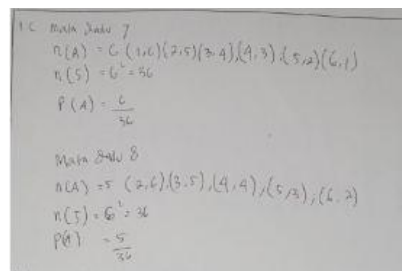 1. C Mata dadu 7
n(A) = 6 (1,6)(2,5)(3,4),(4,3),(5,2)(6,1)
n(S) = 6² = 36
P(A) = 6/36
Mata dadu 8
n(A) = 5 (2,6),(3,5),(4,4),(5,3),(6,2)
n(S) = 6² = 36
P(A) = 5/36